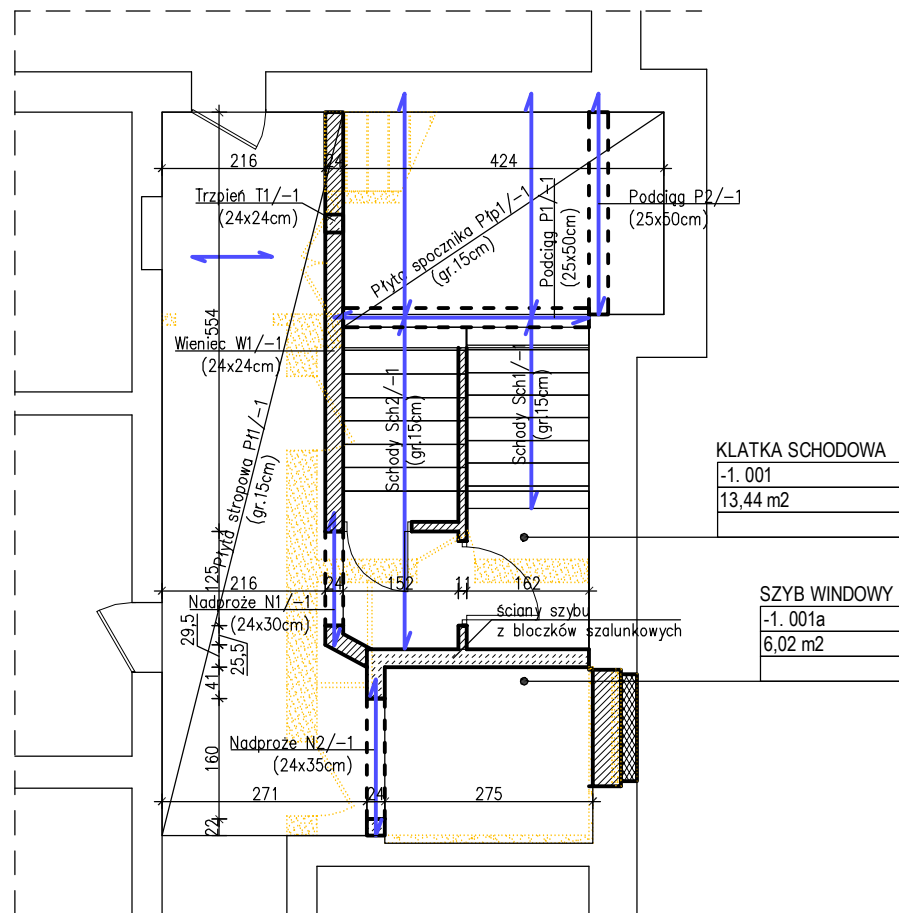 216
24
424
Trzpień T1/-1
(24x24cm)
Płyta spocznika Płp1/-1
(gr.15cm)
Podciąg P1/-1
(25x50cm)
Podciąg P2/-1
(25x60cm)
554
Wieniec W1/-1
(24x24cm)
Schody Sch2/-1
(gr.15cm)
Schody Sch1/-1
(gr.15cm)
Płyta stropowa Pł1/-1
(gr.15cm)
KLATKA SCHODOWA
-1. 001
13,44 m2
125
216
24
152
11
162
Nadproże N1/-1
(24x30cm)
29,5
25,5
41
ściany szybu
z bloczków szalunkowych
SZYB WINDOWY
-1. 001a
6,02 m2
Nadproże N2/-1
(24x35cm)
160
271
24
275
22